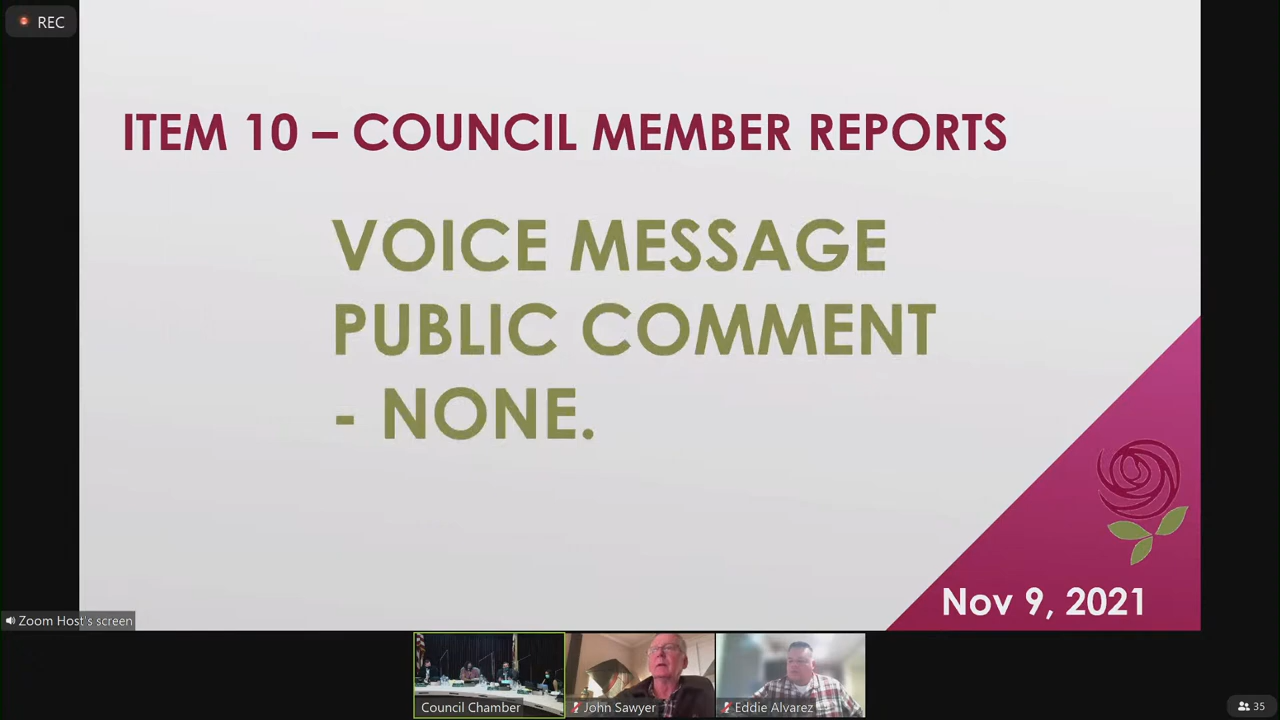 REC
ITEM 10 – COUNCIL MEMBER REPORTS
VOICE MESSAGE
PUBLIC COMMENT
- NONE.
Nov 9, 2021
Zoom Host's screen
Council Chamber
John Sawyer
Eddie Alvarez
35